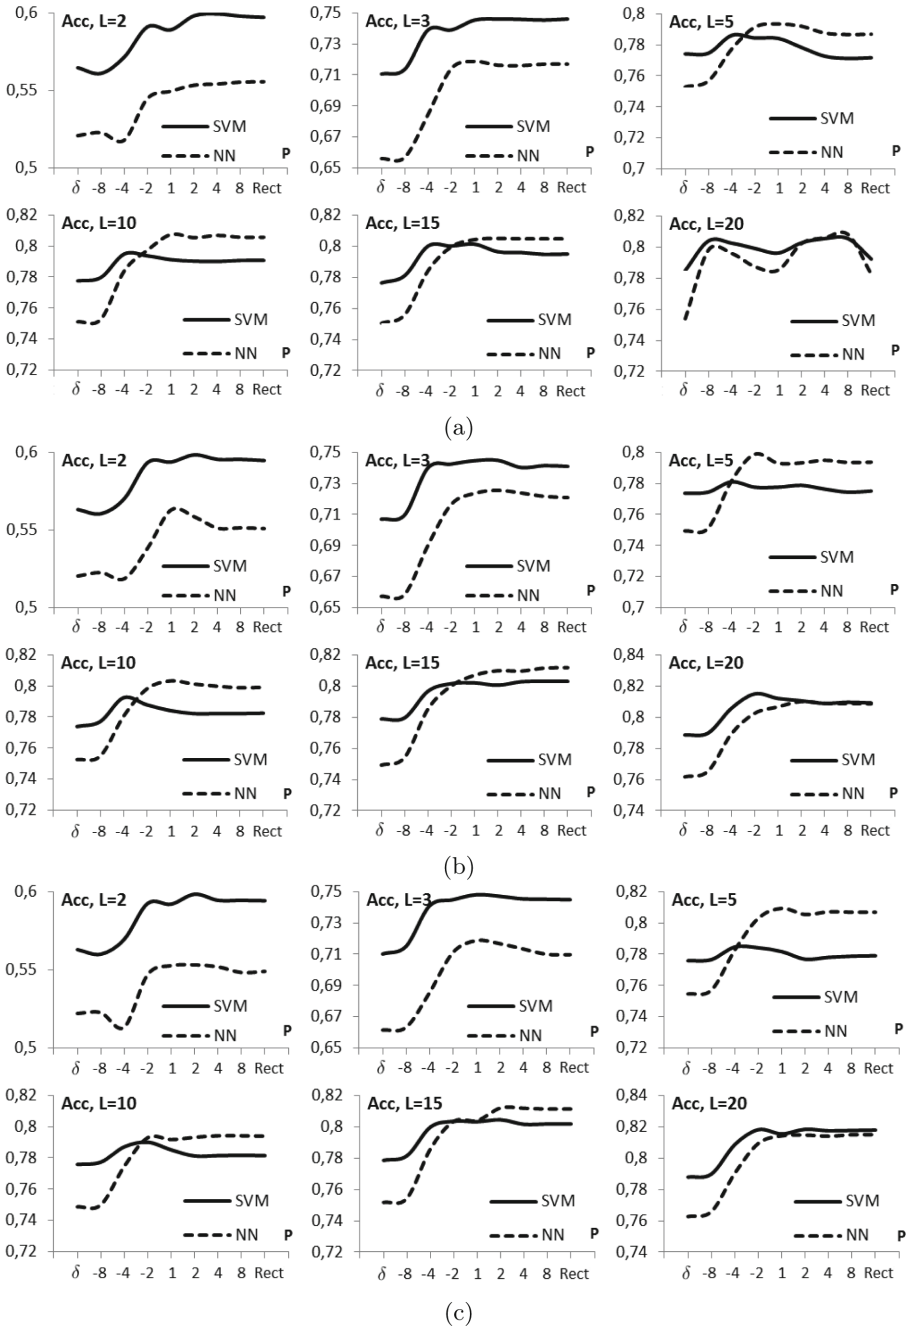 Acc, L=2
0,6
0,55
0,5
SVM
NN
P
δ -8 -4 -2 1 2 4 8 Rect
Acc, L=3
0,75
0,73
0,71
0,69
0,67
0,65
SVM
NN
P
δ -8 -4 -2 1 2 4 8 Rect
Acc, L=5
0,8
0,78
0,76
0,74
0,72
0,7
SVM
NN
P
δ -8 -4 -2 1 2 4 8 Rect
Acc, L=10
0,82
0,8
0,78
0,76
0,74
0,72
SVM
NN
P
δ -8 -4 -2 1 2 4 8 Rect
Acc, L=15
0,82
0,8
0,78
0,76
0,74
0,72
SVM
NN
P
δ -8 -4 -2 1 2 4 8 Rect
Acc, L=20
0,82
0,8
0,78
0,76
0,74
0,72
SVM
NN
P
δ -8 -4 -2 1 2 4 8 Rect
(a)
Acc, L=2
0,6
0,55
0,5
SVM
NN
P
δ -8 -4 -2 1 2 4 8 Rect
Acc, L=3
0,75
0,73
0,71
0,69
0,67
0,65
SVM
NN
P
δ -8 -4 -2 1 2 4 8 Rect
Acc, L=5
0,8
0,78
0,76
0,74
0,72
0,7
SVM
NN
P
δ -8 -4 -2 1 2 4 8 Rect
Acc, L=10
0,82
0,8
0,78
0,76
0,74
0,72
SVM
NN
P
δ -8 -4 -2 1 2 4 8 Rect
Acc, L=15
0,82
0,8
0,78
0,76
0,74
0,72
SVM
NN
P
δ -8 -4 -2 1 2 4 8 Rect
Acc, L=20
0,84
0,82
0,8
0,78
0,76
0,74
SVM
NN
P
δ -8 -4 -2 1 2 4 8 Rect
(b)
Acc, L=2
0,6
0,55
0,5
SVM
NN
P
δ -8 -4 -2 1 2 4 8 Rect
Acc, L=3
0,75
0,73
0,71
0,69
0,67
0,65
SVM
NN
P
δ -8 -4 -2 1 2 4 8 Rect
Acc, L=5
0,82
0,8
0,78
0,76
0,74
0,72
SVM
NN
P
δ -8 -4 -2 1 2 4 8 Rect
Acc, L=10
0,82
0,8
0,78
0,76
0,74
0,72
SVM
NN
P
δ -8 -4 -2 1 2 4 8 Rect
Acc, L=15
0,82
0,8
0,78
0,76
0,74
0,72
SVM
NN
P
δ -8 -4 -2 1 2 4 8 Rect
Acc, L=20
0,84
0,82
0,8
0,78
0,76
0,74
SVM
NN
P
δ -8 -4 -2 1 2 4 8 Rect
(c)